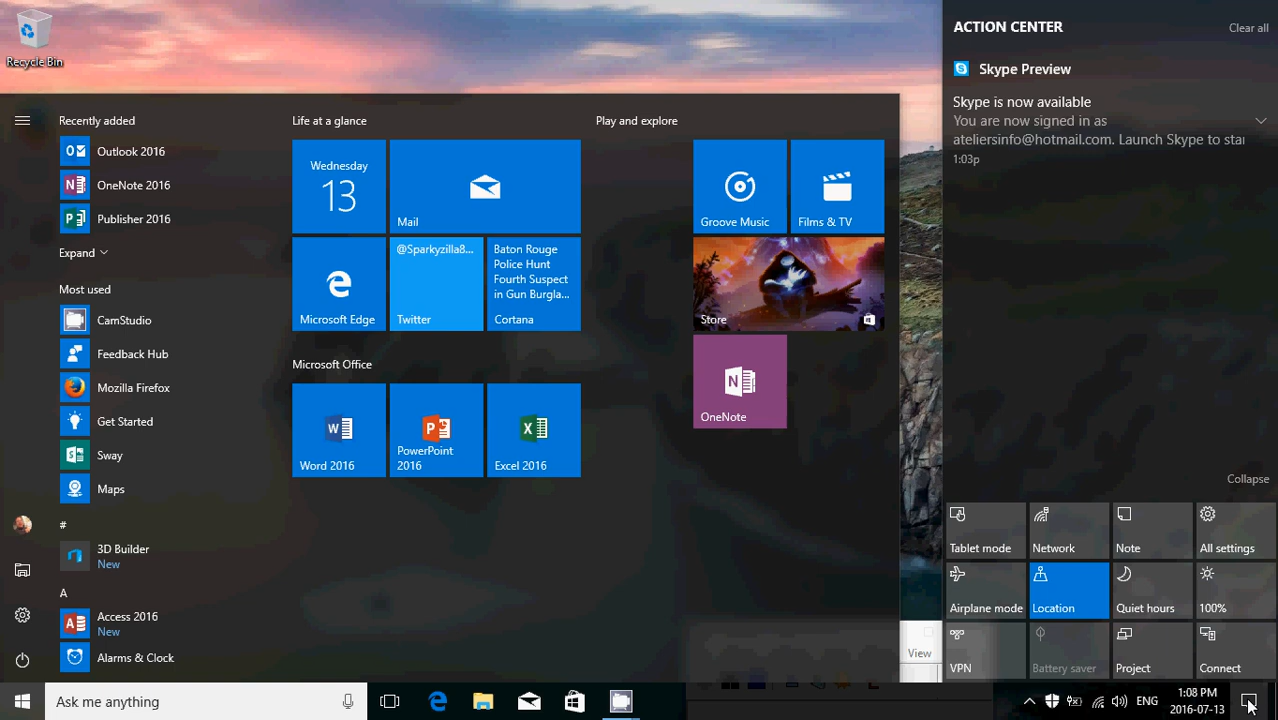 Recycle Bin
Recently added
Outlook 2016
OneNote 2016
Publisher 2016
Expand
Most used
CamStudio
Feedback Hub
Mozilla Firefox
Get Started
Sway
Maps
#
3D Builder
New
A
Access 2016
New
Alarms & Clock
Life at a glance
Wednesday
13
Mail
Microsoft Edge
@Sparkyzilla8...
Twitter
Baton Rouge
Police Hunt
Fourth Suspect
in Gun Burgla...
Cortana
Microsoft Office
Word 2016
PowerPoint
2016
Excel 2016
Play and explore
Groove Music
Films & TV
Store
OneNote
View
ACTION CENTER
Clear all
Skype Preview
Skype is now available
You are now signed in as
ateliersinfo@hotmail.com. Launch Skype to star
1:03p
Collapse
Tablet mode
Network
Note
All settings
Airplane mode
Location
Quiet hours
100%
VPN
Battery saver
Project
Connect
Ask me anything
ENG
1:08 PM
2016-07-13